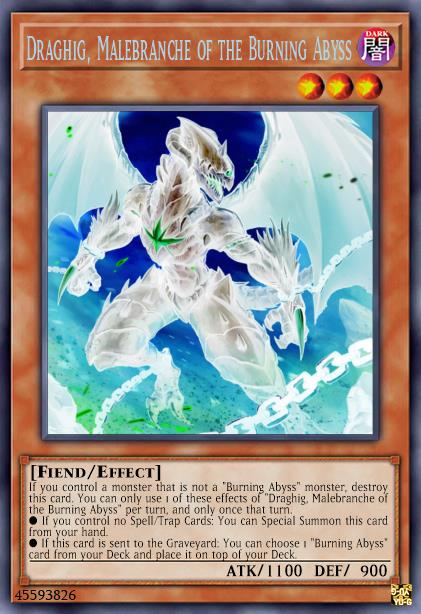 Draghig, Malebranche of the Burning Abyss
DARK
闇
[Fiend/Effect]
If you control a monster that is not a "Burning Abyss" monster, destroy
this card. You can only use 1 of these effects of "Draghig, Malebranche of
the Burning Abyss" per turn, and only once that turn.
● If you control no Spell/Trap Cards: You can Special Summon this card
from your hand.
● If this card is sent to the Graveyard: You can choose 1 "Burning Abyss"
card from your Deck and place it on top of your Deck.
ATK/1100 DEF/ 900
45593826